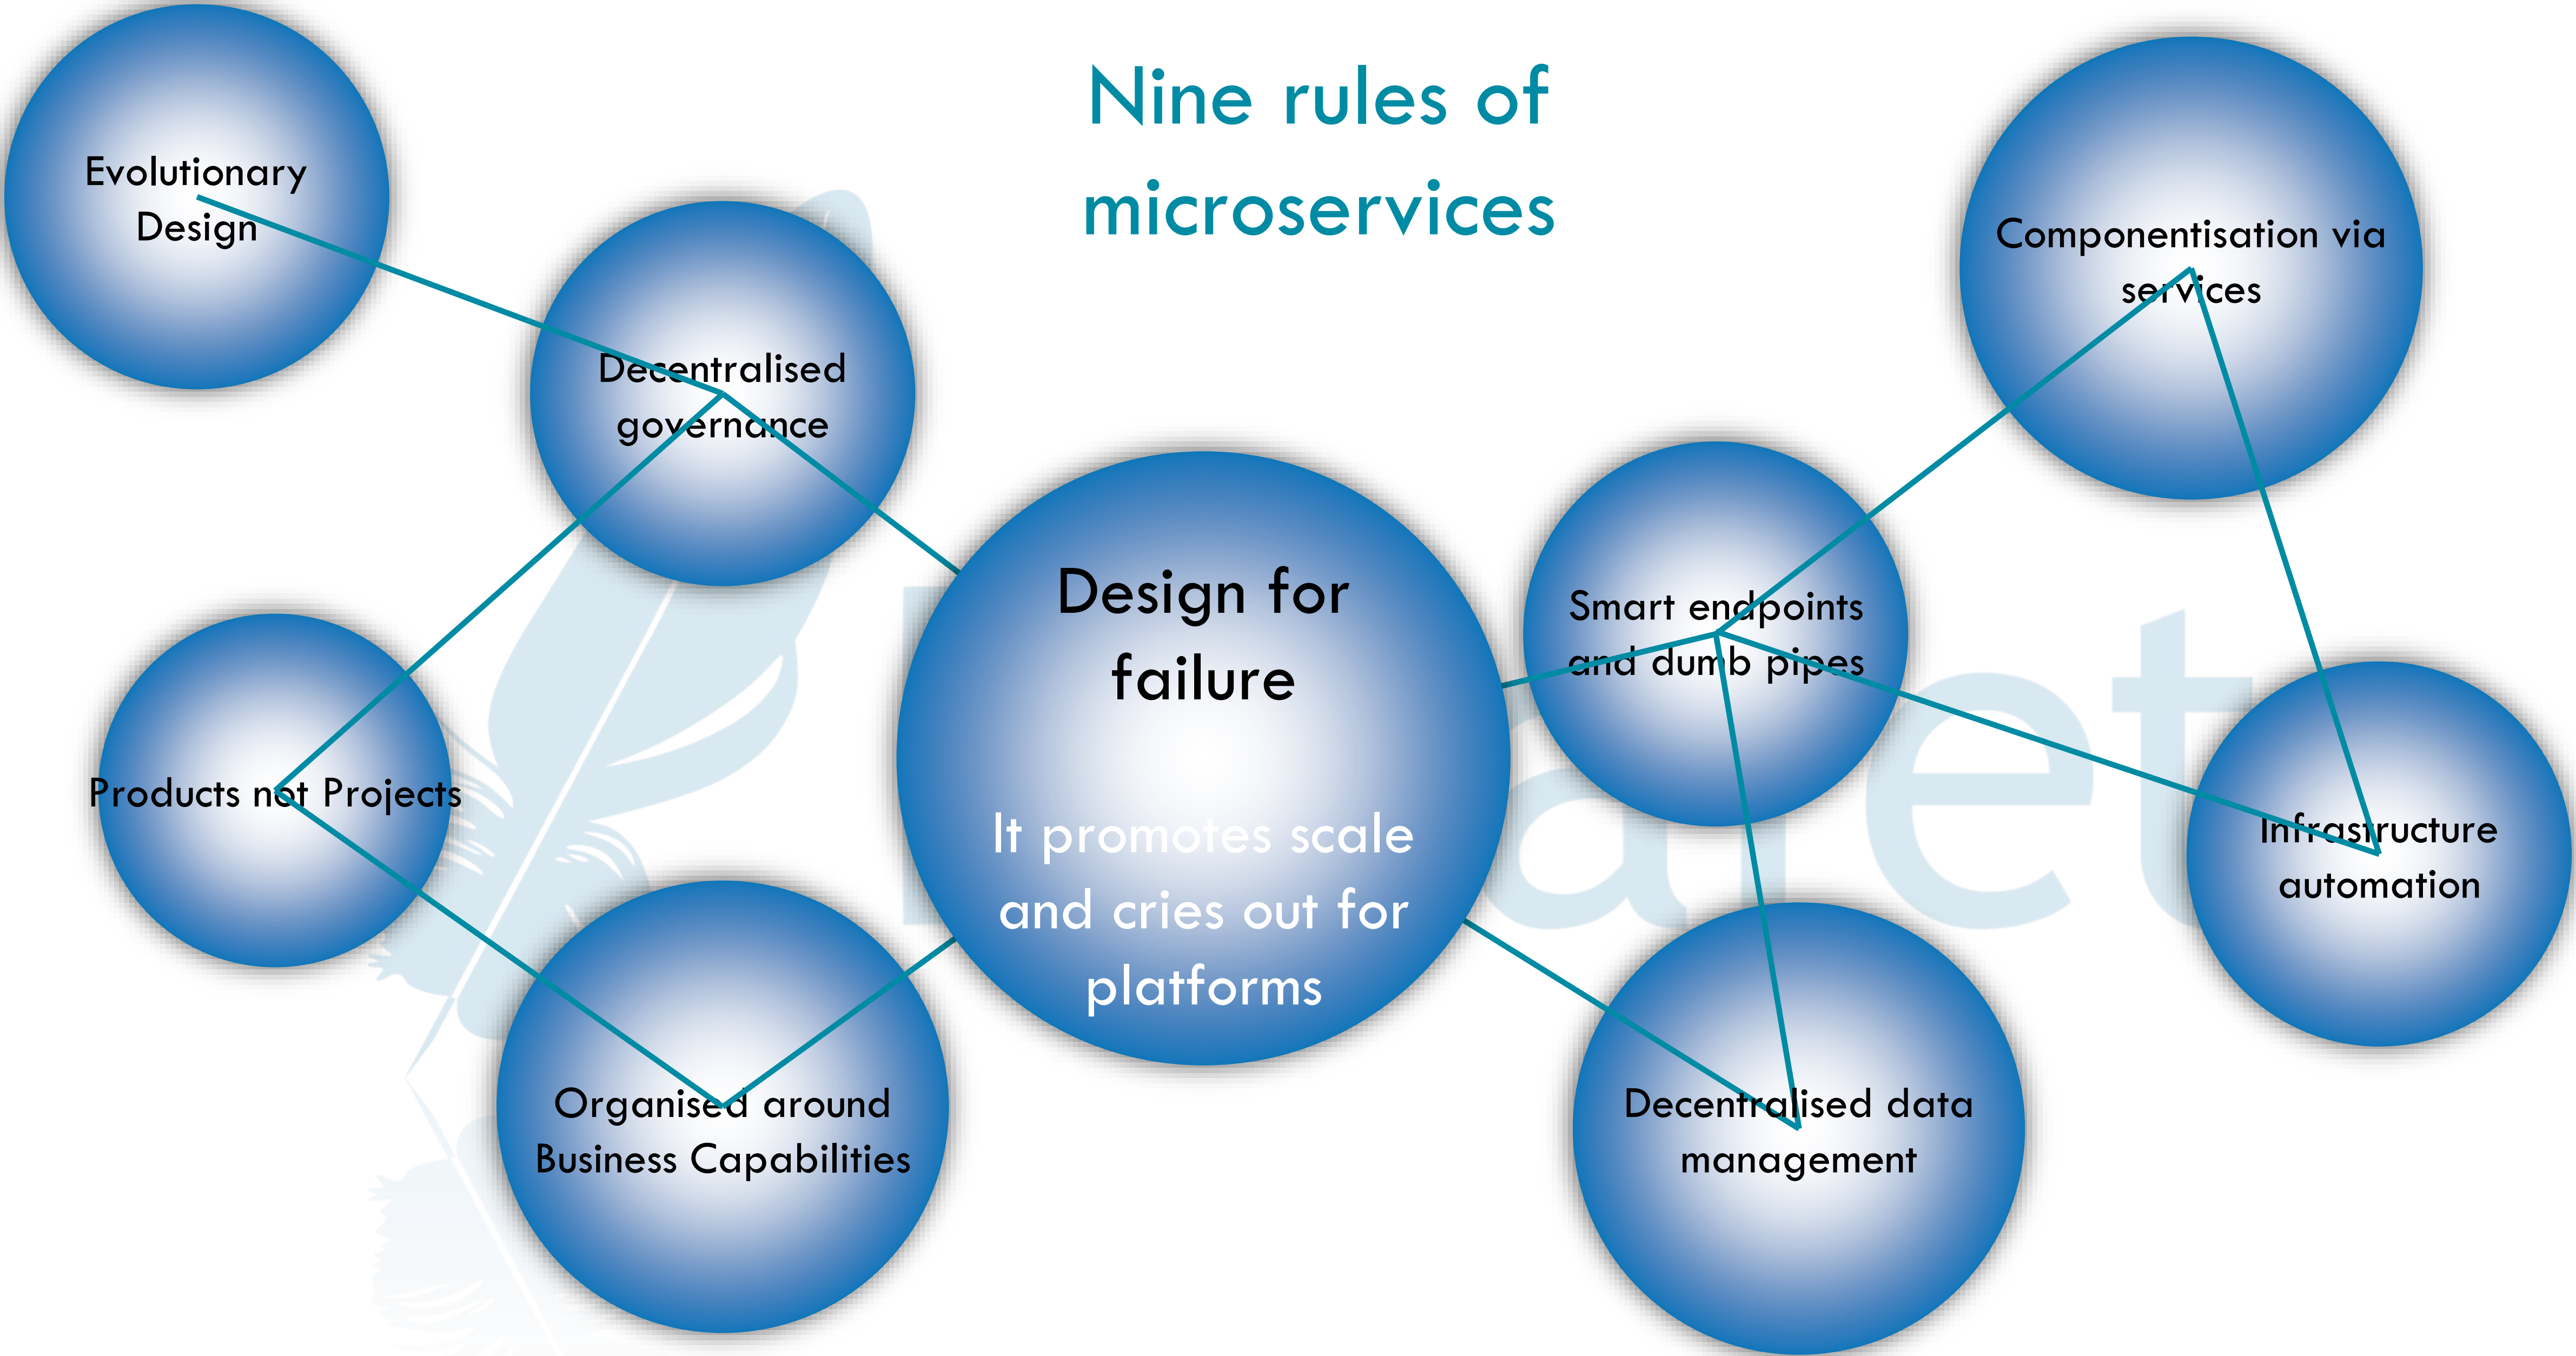 Nine rules of
microservices
Evolutionary
Design
Decentralised
governance
Componentisation via
services
Design for
failure
It promotes scale
and cries out for
platforms
Smart endpoints
and dumb pipes
Products not Projects
Infrastructure
automation
Organised around
Business Capabilities
Decentralised data
management